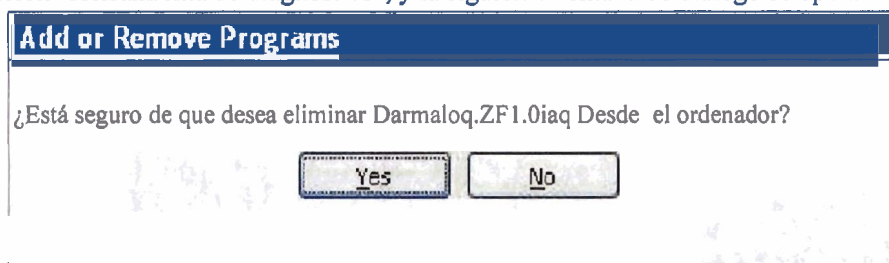 Add or Remove Programs
¿Está seguro de que desea eliminar Darmaloq.ZF1.0iaq Desde el ordenador?
Yes
No